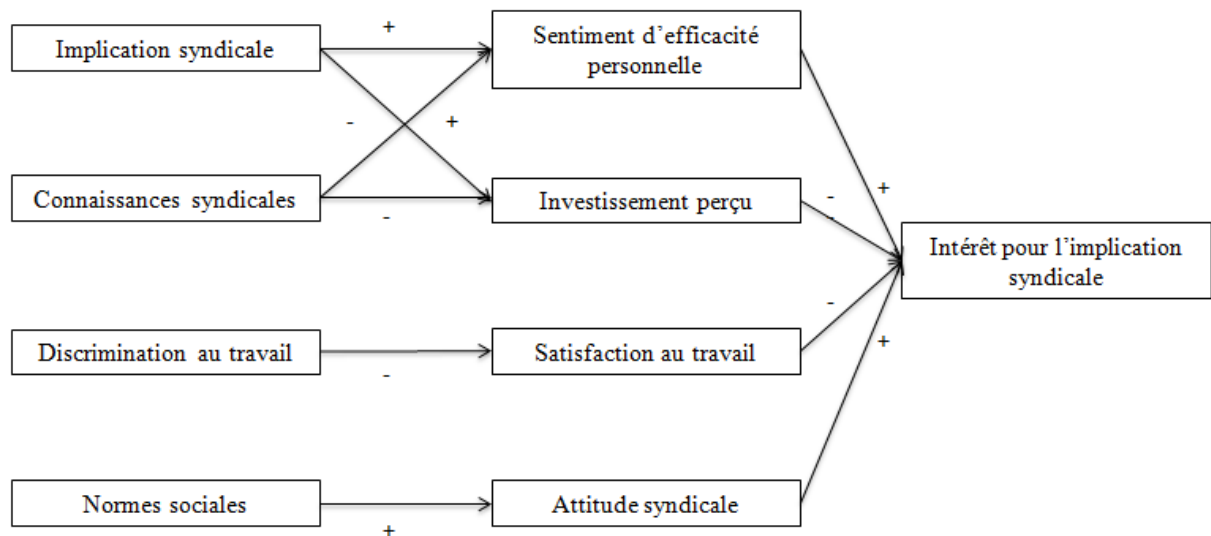 +
Implication syndicale
Sentiment d’efficacité
personnelle
-
+
Connaissances syndicales
-
Investissement perçu
-
-
+
Intérêt pour l’implication
syndicale
Discrimination au travail
-
Satisfaction au travail
-
+
Normes sociales
+
Attitude syndicale